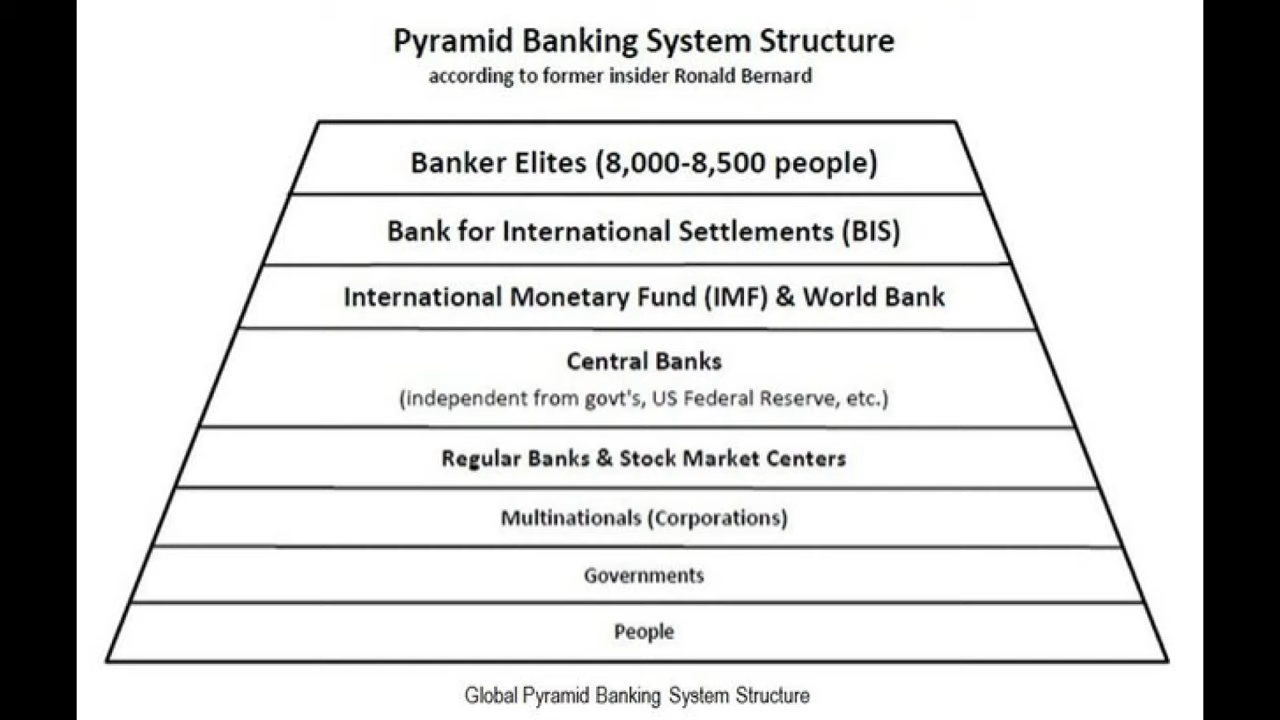 Pyramid Banking System Structure
according to former insider Ronald Bernard
Banker Elites (8,000-8,500 people)
Bank for International Settlements (BIS)
International Monetary Fund (IMF) & World Bank
Central Banks
(independent from govt's, US Federal Reserve, etc.)
Regular Banks & Stock Market Centers
Multinationals (Corporations)
Governments
People
Global Pyramid Banking System Structure